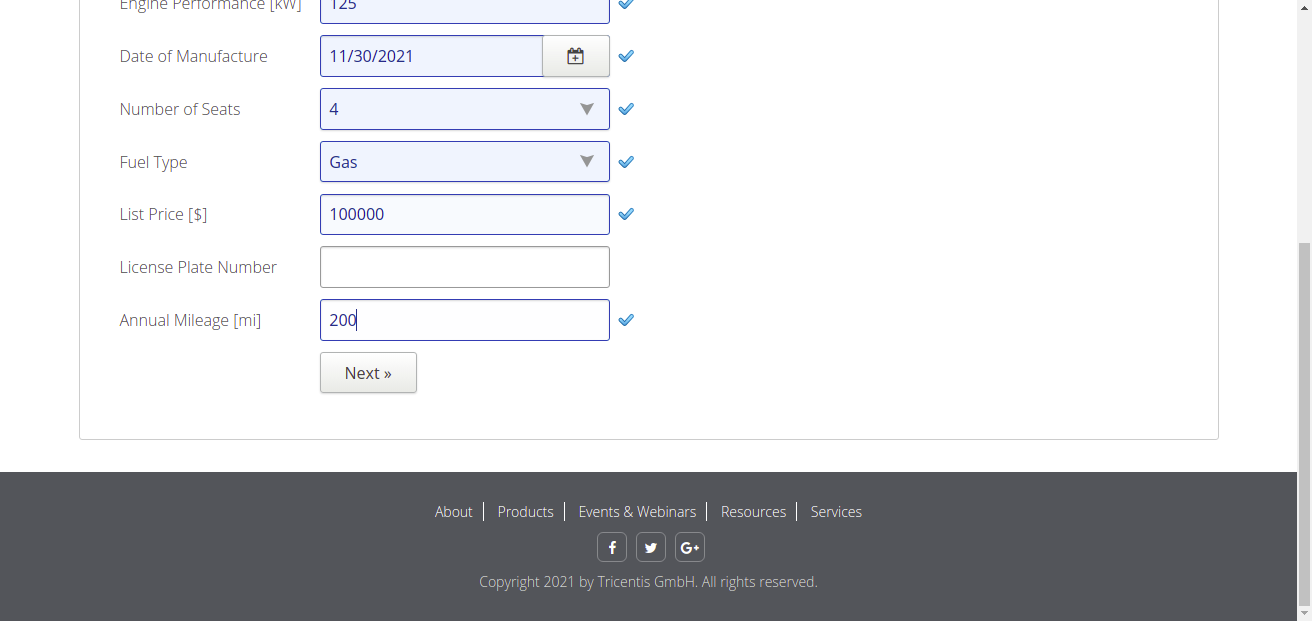 Engine Performance [kW] 125
Date of Manufacture 11/30/2021
Number of Seats 4
Fuel Type Gas
List Price [$] 100000
License Plate Number
Annual Mileage [mi] 200
Next »
About Products Events & Webinars Resources Services
f G+
Copyright 2021 by Tricentis GmbH. All rights reserved.